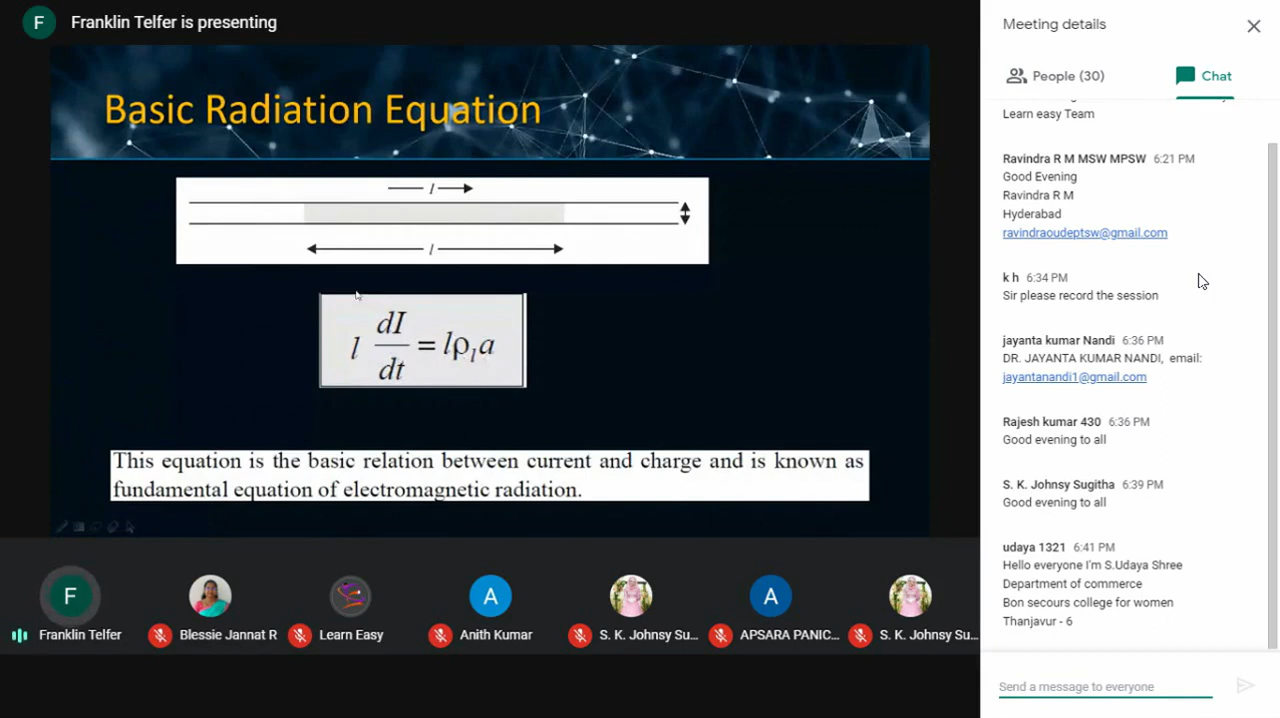 F
Franklin Telfer is presenting
Basic Radiation Equation
l
l
l dI/dt = lρ_l a
This equation is the basic relation between current and charge and is known as
fundamental equation of electromagnetic radiation.
F
Franklin Telfer
Blessie Jannat R
Learn Easy
A
Anith Kumar
S. K. Johnsy Su...
A
APSARA PANIC...
S. K. Johnsy Su...
Meeting details
People (30)
Chat
Learn easy Team
Ravindra R M MSW MPSW 6:21 PM
Good Evening
Ravindra R M
Hyderabad
ravindraoudeptsw@gmail.com
k h 6:34 PM
Sir please record the session
jayanta kumar Nandi 6:36 PM
DR. JAYANTA KUMAR NANDI, email:
jayantanandi1@gmail.com
Rajesh kumar 430 6:36 PM
Good evening to all
S. K. Johnsy Sugitha 6:39 PM
Good evening to all
udaya 1321 6:41 PM
Hello everyone I'm S.Udaya Shree
Department of commerce
Bon secours college for women
Thanjavur - 6
Send a message to everyone